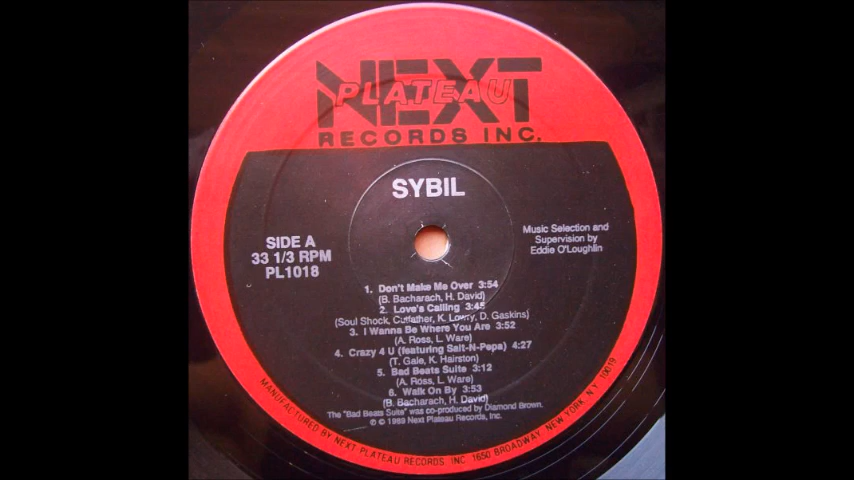 NEXT
PLATEAU
RECORDS INC.
SYBIL
SIDE A
33 1/3 RPM
PL1018
Music Selection and
Supervision by
Eddie O'Loughlin
1. Don't Make Me Over 3:54
(B. Bacharach, H. David)
2. Love's Calling 3:45
(Soul Shock, Cutfather, K. Lowry, D. Gaskins)
3. I Wanna Be Where You Are 3:52
(A. Ross, L. Ware)
4. Crazy 4 U (featuring Salt-N-Pepa) 4:27
(T. Gale, K. Hairston)
5. Bad Beats Suite 3:12
(A. Ross, L. Ware)
6. Walk On By 3:53
(B. Bacharach, H. David)
The "Bad Beats Suite" was co-produced by Diamond Brown.
℗ © 1989 Next Plateau Records, Inc.
MANUFACTURED BY NEXT PLATEAU RECORDS, INC. 1650 BROADWAY, NEW YORK, N.Y. 10019